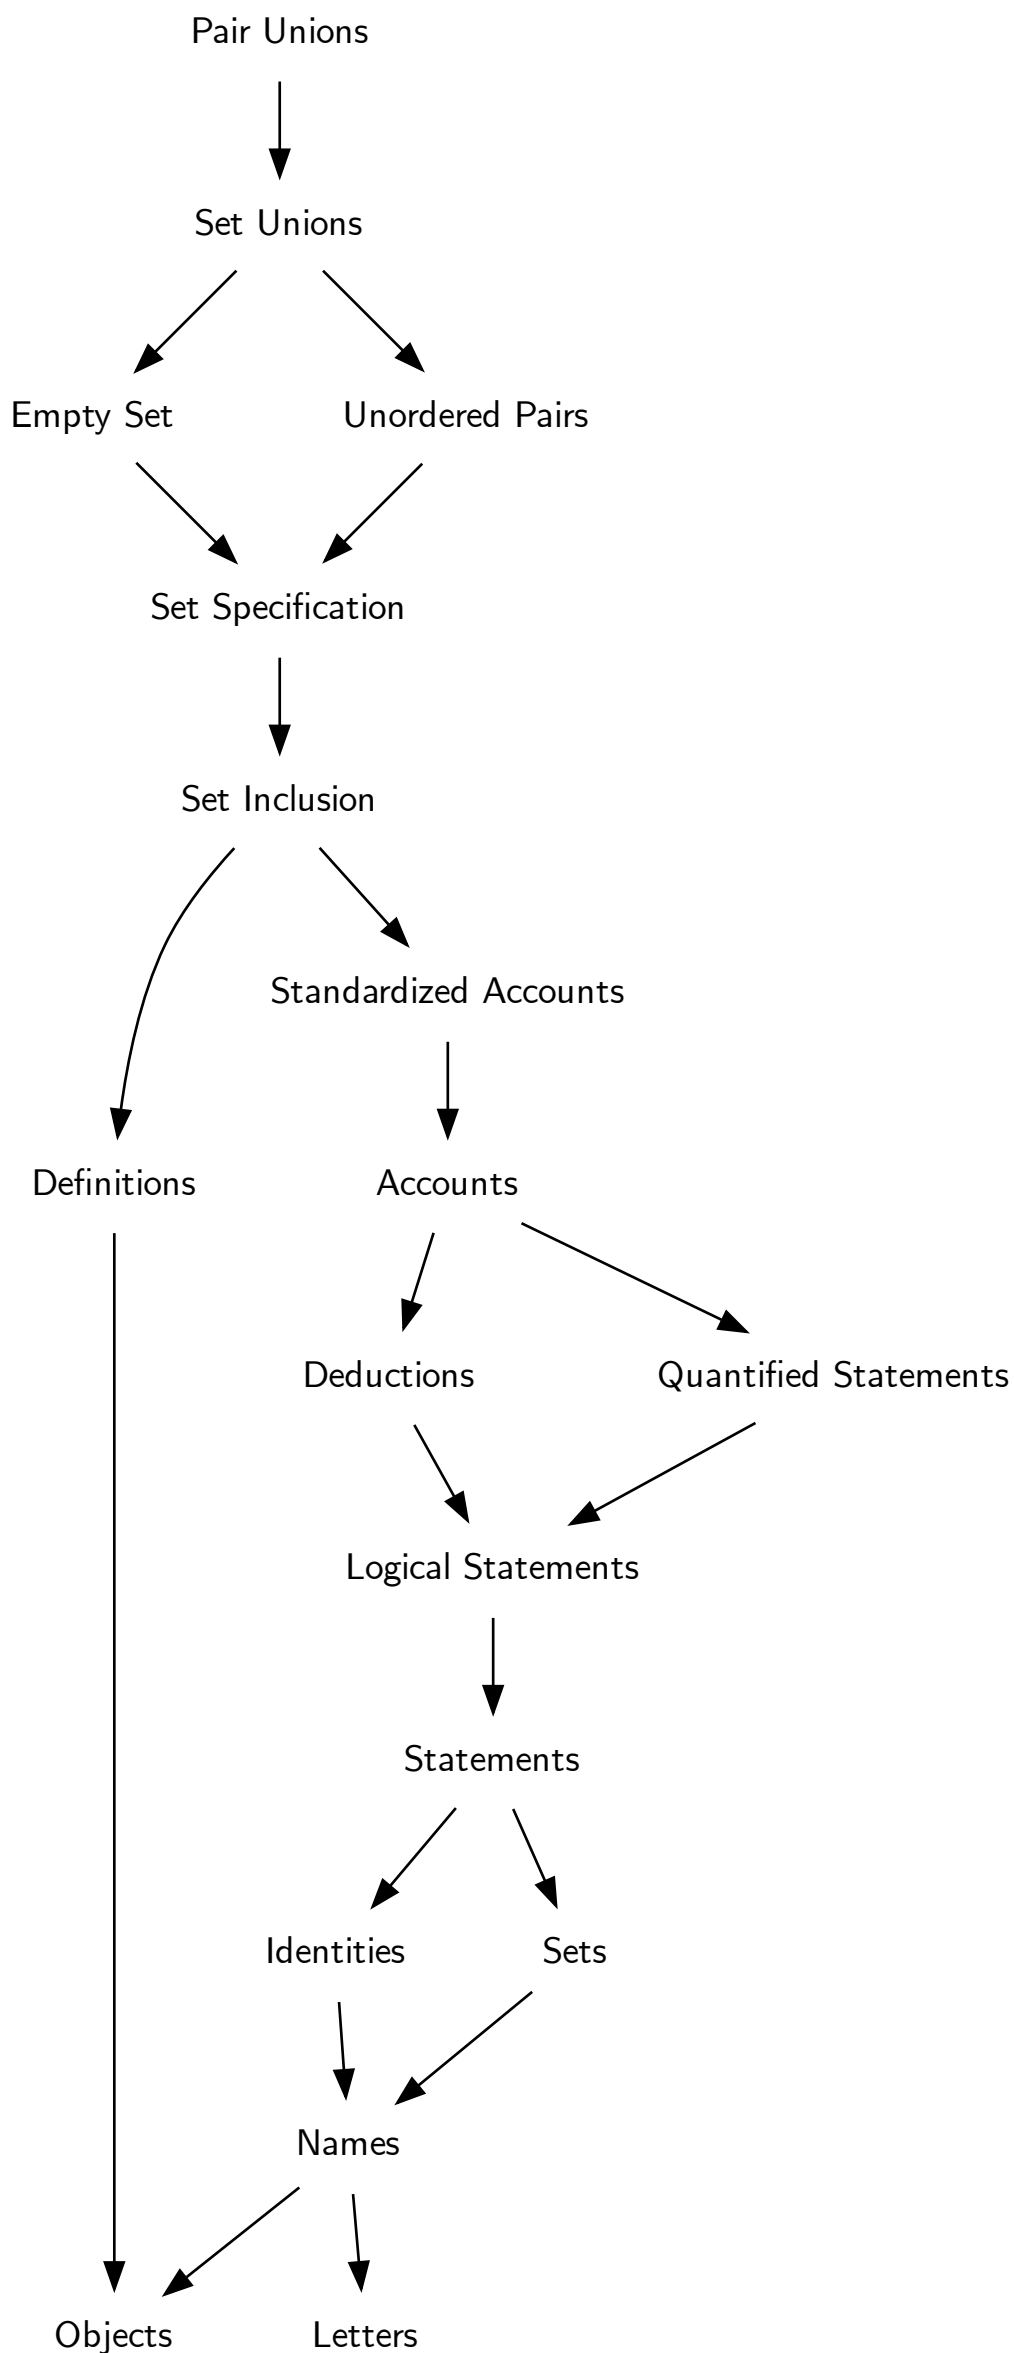 Pair Unions
Set Unions
Empty Set
Unordered Pairs
Set Specification
Set Inclusion
Standardized Accounts
Definitions
Accounts
Deductions
Quantified Statements
Logical Statements
Statements
Identities
Sets
Names
Objects
Letters